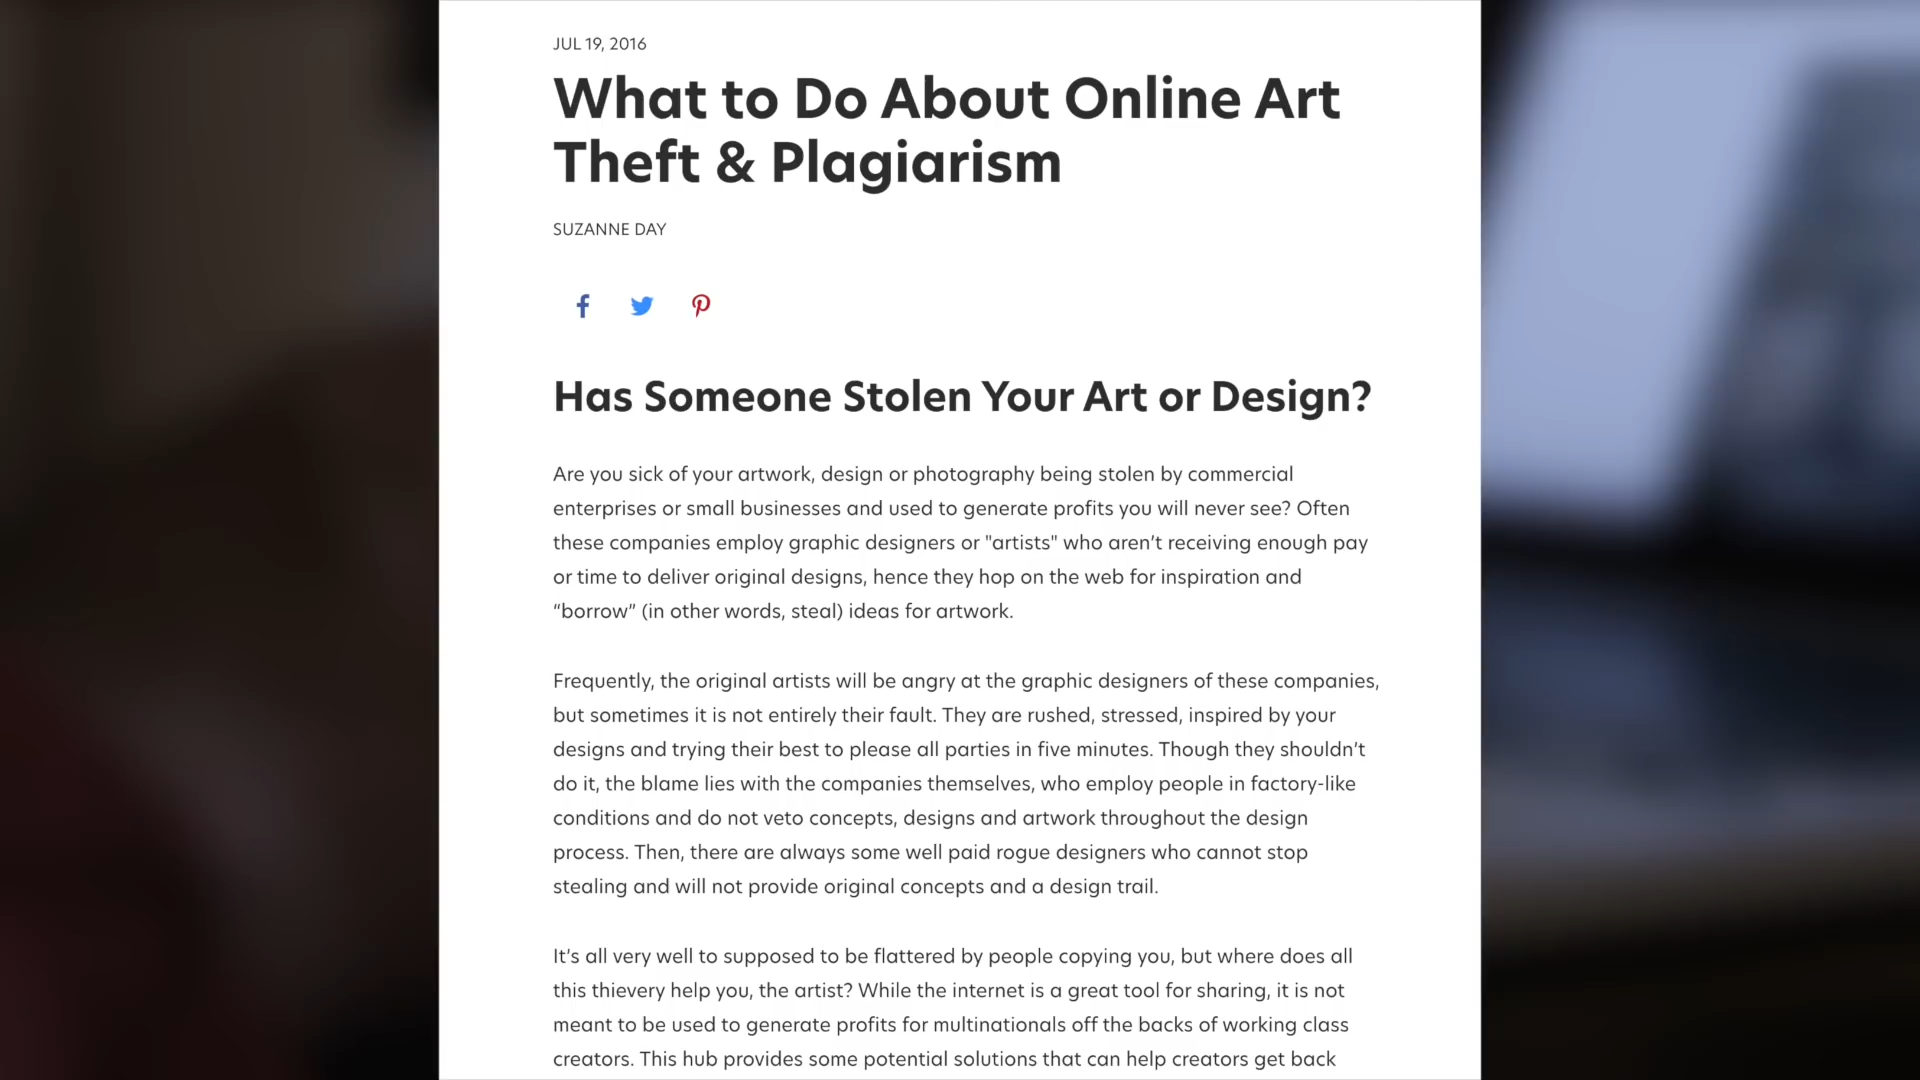 JUL 19, 2016
What to Do About Online Art
Theft & Plagiarism
SUZANNE DAY
Has Someone Stolen Your Art or Design?
Are you sick of your artwork, design or photography being stolen by commercial
enterprises or small businesses and used to generate profits you will never see? Often
these companies employ graphic designers or "artists" who aren’t receiving enough pay
or time to deliver original designs, hence they hop on the web for inspiration and
“borrow” (in other words, steal) ideas for artwork.
Frequently, the original artists will be angry at the graphic designers of these companies,
but sometimes it is not entirely their fault. They are rushed, stressed, inspired by your
designs and trying their best to please all parties in five minutes. Though they shouldn’t
do it, the blame lies with the companies themselves, who employ people in factory-like
conditions and do not veto concepts, designs and artwork throughout the design
process. Then, there are always some well paid rogue designers who cannot stop
stealing and will not provide original concepts and a design trail.
It’s all very well to supposed to be flattered by people copying you, but where does all
this thievery help you, the artist? While the internet is a great tool for sharing, it is not
meant to be used to generate profits for multinationals off the backs of working class
creators. This hub provides some potential solutions that can help creators get back